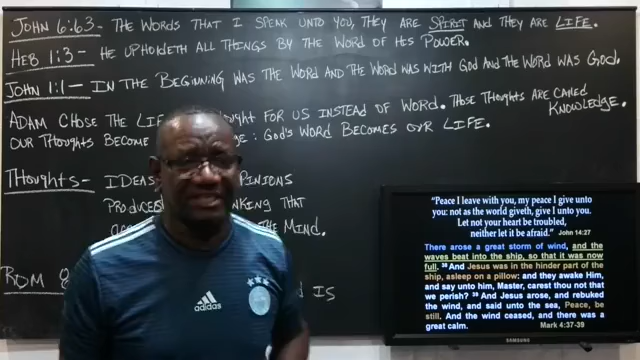 JOHN 6:63- THE WORDS THAT I SPEAK UNTO YOU, THEY ARE SPIRIT AND THEY ARE LIFE.
HEB 1:3- HE UPHOLDETH ALL THINGS BY THE WORD OF HIS POWER.
JOHN 1:1- IN THE BEGINNING WAS THE WORD AND THE WORD WAS WITH GOD AND THE WORD WAS GOD.
ADAM CHOSE THE FOR US INSTEAD OF WORD. THOSE THOUGHTS ARE CALLED
KNOWLEDGE.
OUR THOUGHTS BECOME : GOD'S WORD BECOMES OUR LIFE.
THOUGHTS- IDEAS
THAT
THE MIND.
ROM 8
IS
adidas
"Peace I leave with you, my peace I give unto
you: not as the world giveth, give I unto you.
Let not your heart be troubled,
neither let it be afraid." John 14:27
There arose a great storm of wind, and the
waves beat into the ship, so that it was now
full. 38 And Jesus was in the hinder part of the
ship, asleep on a pillow: and they awake Him,
and say unto him, Master, carest thou not that
we perish? 39 And Jesus arose, and rebuked the
wind, and said unto the sea, Peace, be
still. And the wind ceased, and there was a
great calm. Mark 4:37-39
SAMSUNG